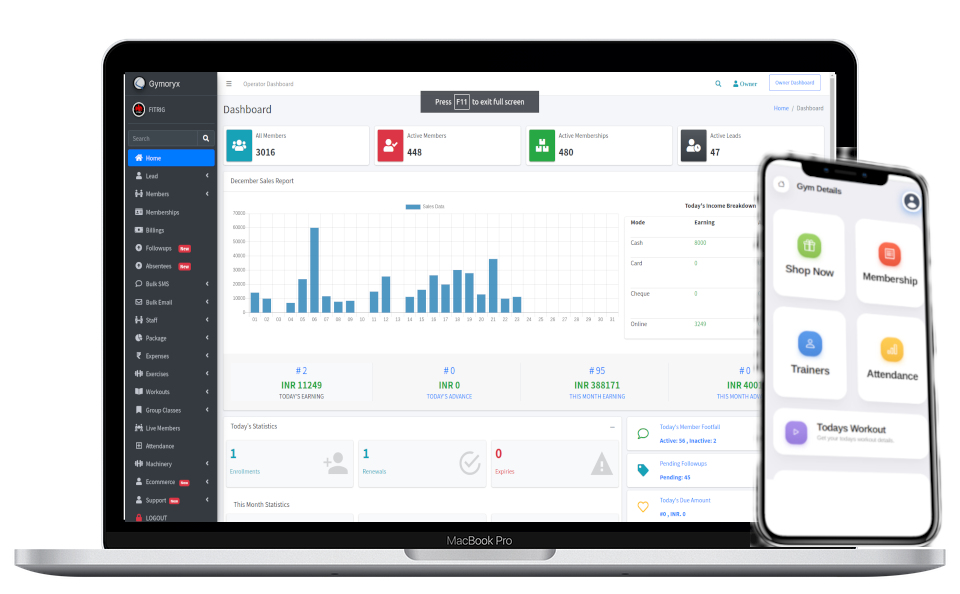 Gymoryx
Operator Dashboard
Owner
Owner Dashboard
FITRIG
Dashboard
Press F11 to exit full screen
Home / Dashboard
Search
Home
Lead
Members
Memberships
Billings
Followups New
Absentees New
Bulk SMS
Bulk Email
Staff
Package
Expenses
Exercises
Workouts
Group Classes
Live Members
Attendance
Machinery
Ecommerce New
Support New
LOGOUT
All Members
3016
Active Members
448
Active Memberships
480
Active Leads
47
December Sales Report
Sales Data
70000
60000
50000
40000
30000
20000
10000
0
01 02 03 04 05 06 07 08 09 10 11 12 13 14 15 16 17 18 19 20 21 22 23 24 25 26 27 28 29 30 31
Today's Income Breakdown
Mode Earning
Cash 8000
Card 0
Cheque 0
Online 3249
# 2
INR 11249
TODAY'S EARNING
# 0
INR 0
TODAY'S ADVANCE
# 95
INR 388171
THIS MONTH EARNING
# 0
INR 400
THIS MONTH ADV
Today's Statistics
1
Enrollments
1
Renewals
0
Expiries
This Month Statistics
Today's Member Footfall
Active: 56 , Inactive: 2
Pending Followups
Pending: 45
Today's Due Amount
#0 , INR. 0
MacBook Pro
Gym Details
Shop Now
Membership
Trainers
Attendance
Todays Workout
Get your todays workout details.